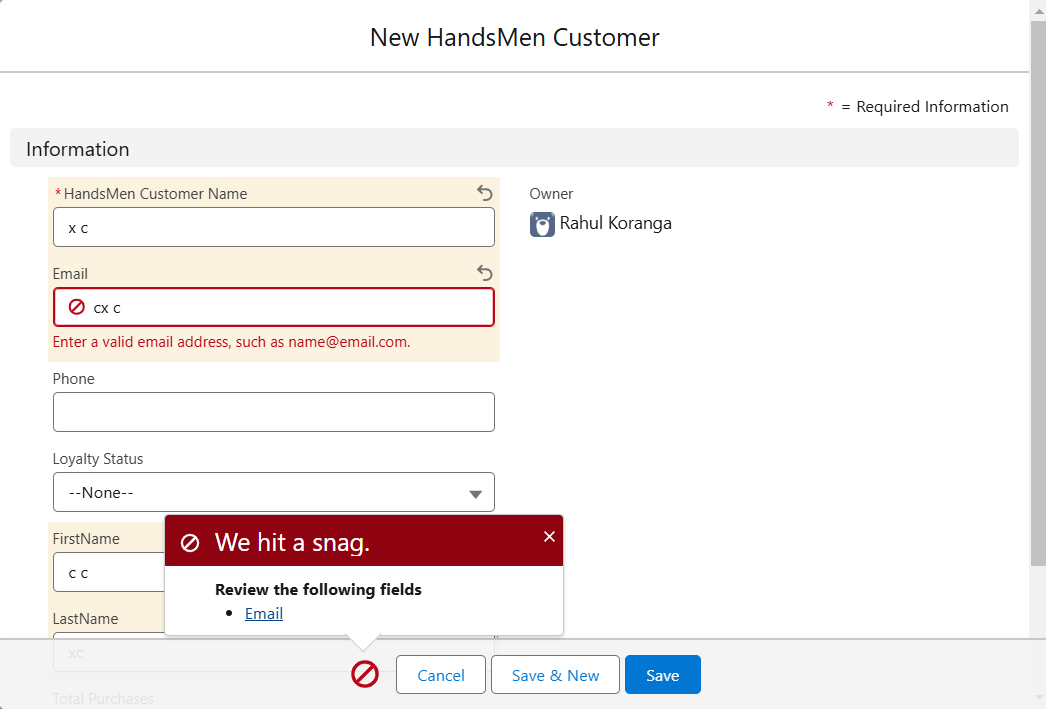 New HandsMen Customer
* = Required Information
Information
*HandsMen Customer Name
x c
Owner
Rahul Koranga
Email
cx c
Enter a valid email address, such as name@email.com.
Phone
Loyalty Status
--None--
FirstName
c c
We hit a snag.
Review the following fields
• Email
LastName
xc
Cancel
Save & New
Save
Total Purchases